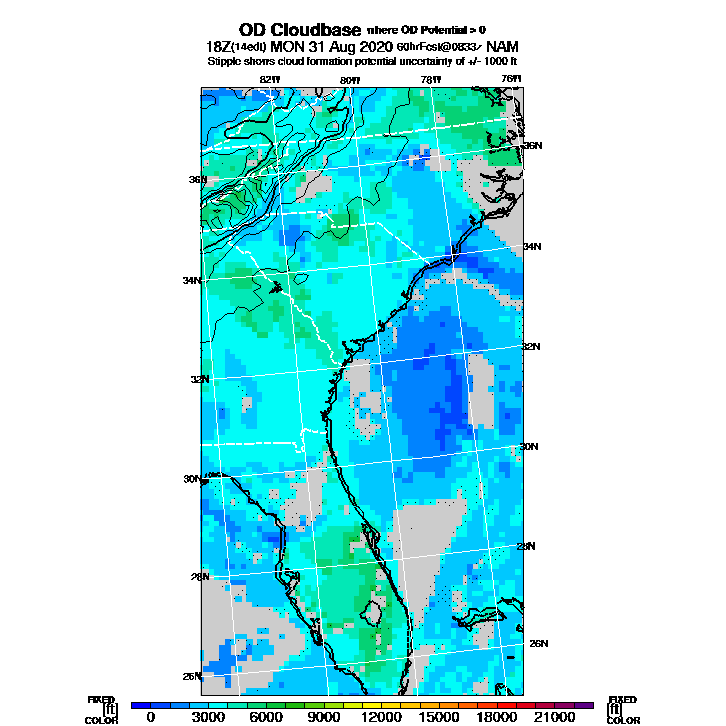 OD Cloudbase where OD Potential > 0
18Z(14edt) MON 31 Aug 2020 60hrFcst@0833z NAM
Stipple shows cloud formation potential uncertainty of +/- 1000 ft
82W 80W 78W 76W
36N
36N
34N
34N
32N
32N
30N
30N
28N
28N
26N
26N
FIXED [ft] COLOR
0 3000 6000 9000 12000 15000 18000 21000
FIXED [ft] COLOR